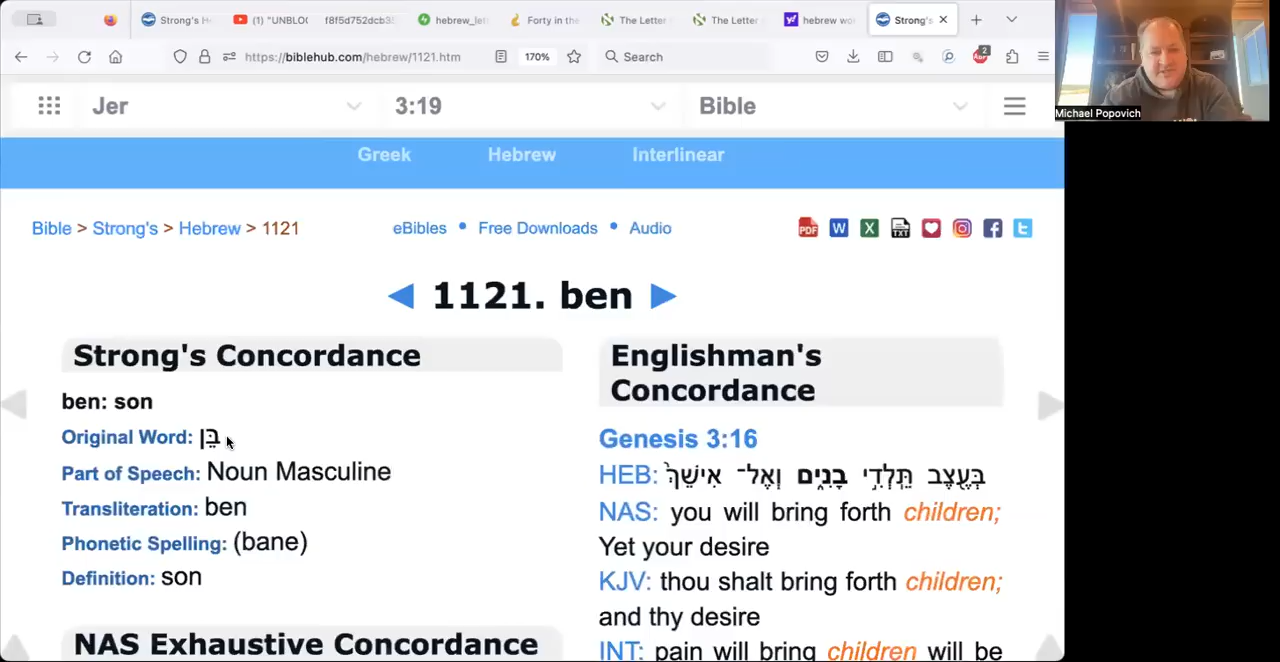 Strong's H
(1) "UNBLO(
f8f5d752dcb3
hebrew_let
Forty in the
The Letter
The Letter
hebrew wo
Strong's
https://biblehub.com/hebrew/1121.htm
170%
Search
2
Jer
3:19
Bible
Michael Popovich
Greek
Hebrew
Interlinear
Bible > Strong's > Hebrew > 1121
eBibles • Free Downloads • Audio
PDF
W
X
TXT
◀ 1121. ben ▶
Strong's Concordance
ben: son
Original Word: בֵּן
Part of Speech: Noun Masculine
Transliteration: ben
Phonetic Spelling: (bane)
Definition: son
NAS Exhaustive Concordance
Englishman's
Concordance
Genesis 3:16
HEB: בְּעֶ֖צֶב תֵּֽלְדִ֣י בָנִ֑ים וְאֶל־ אִישֵׁךְ֙
NAS: you will bring forth children;
Yet your desire
KJV: thou shalt bring forth children;
and thy desire
INT: pain will bring children will be